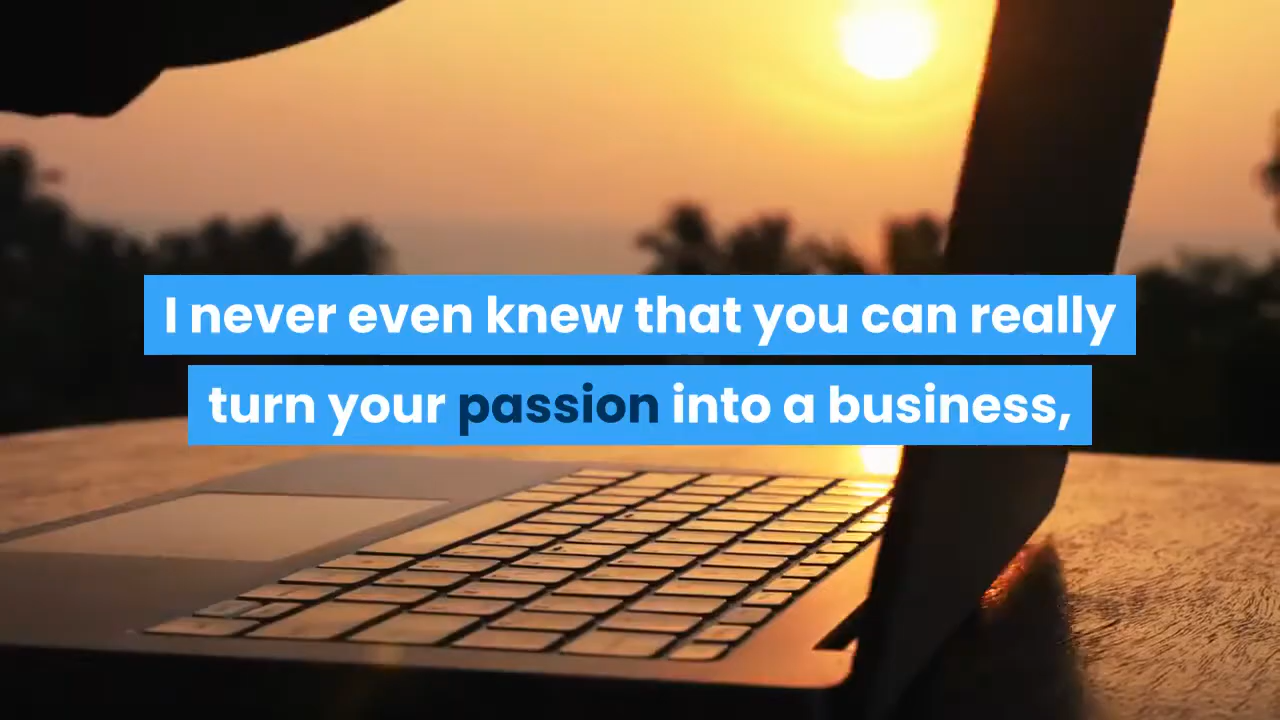 I never even knew that you can really
turn your passion into a business,